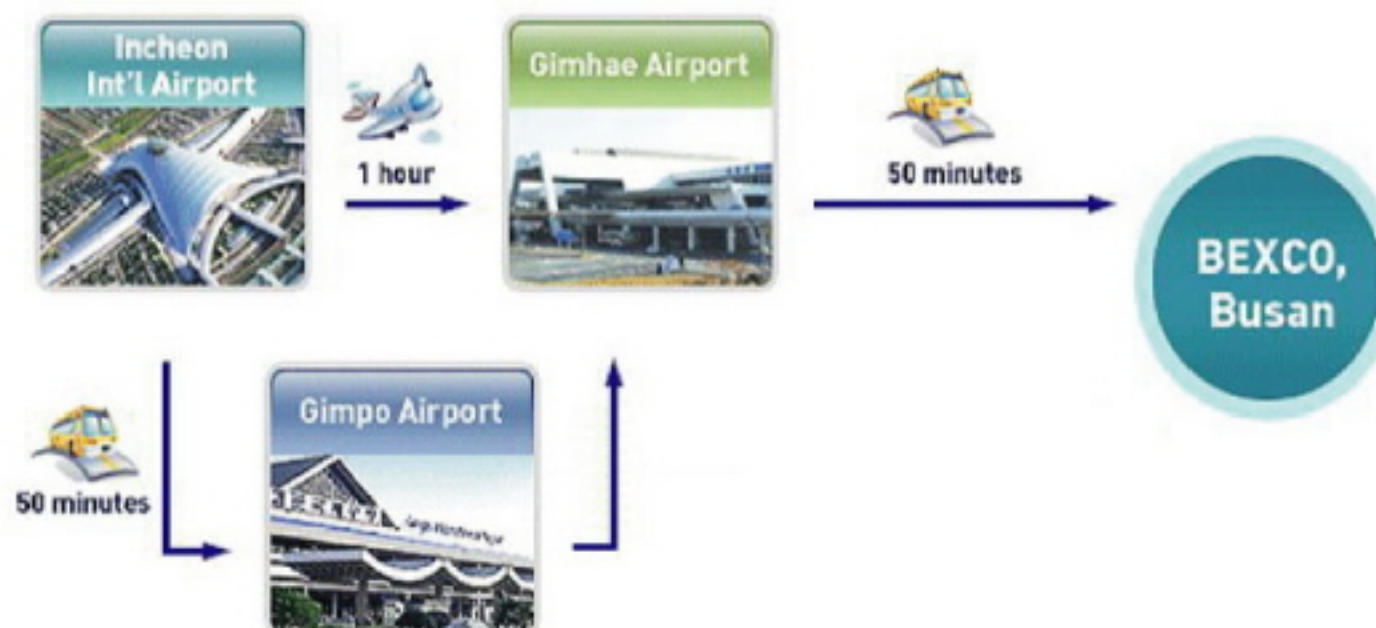 Incheon
Int'l Airport
1 hour
Gimhae Airport
50 minutes
BEXCO,
Busan
50 minutes
Gimpo Airport